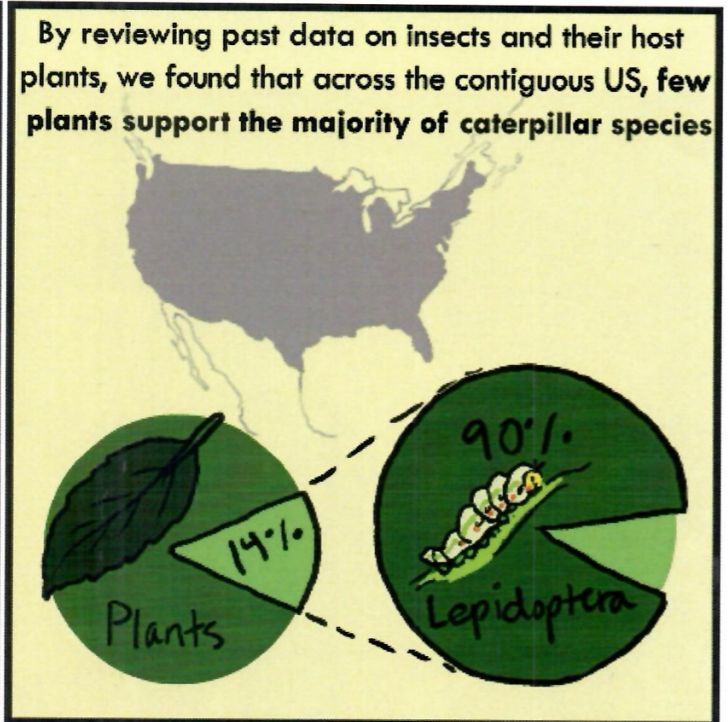 By reviewing past data on insects and their host
plants, we found that across the contiguous US, few
plants support the majority of caterpillar species
90%
14%
Lepidoptera
Plants